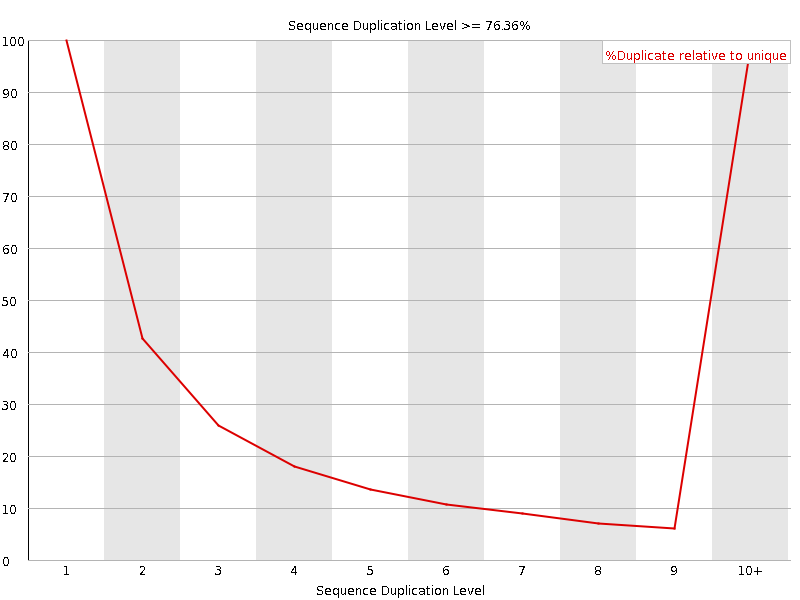 Sequence Duplication Level >= 76.36%
%Duplicate relative to unique
100
90
80
70
60
50
40
30
20
10
0
1 2 3 4 5 6 7 8 9 10+
Sequence Duplication Level